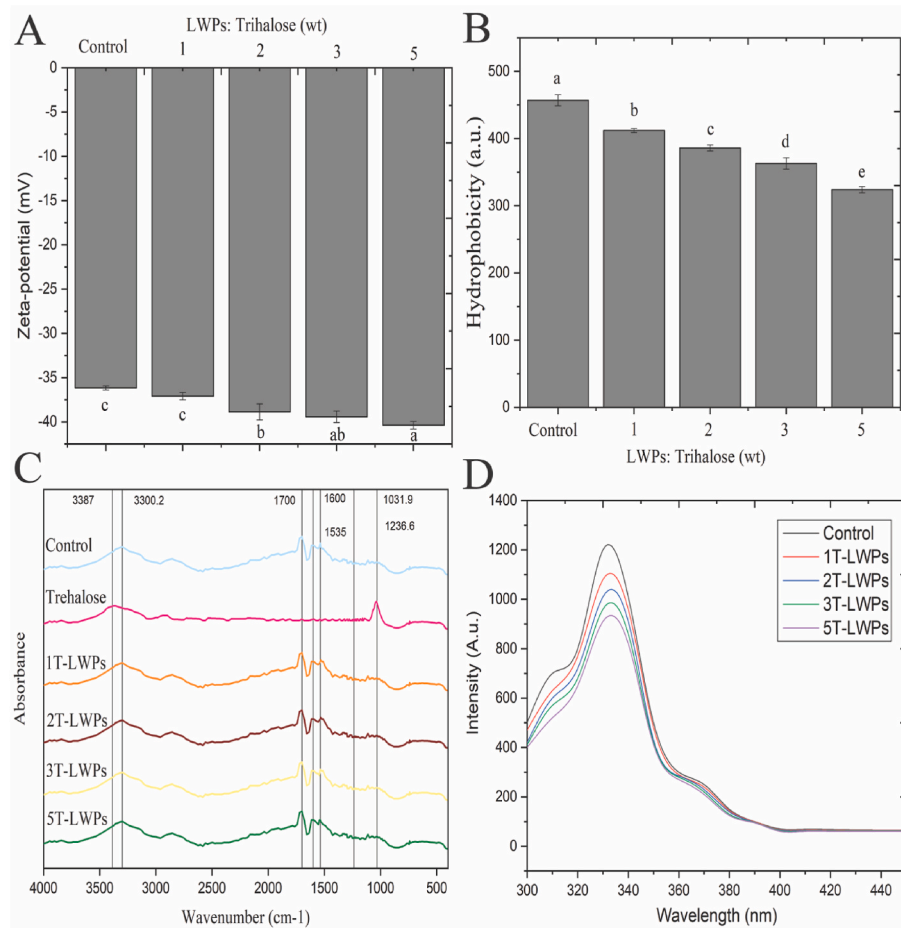 A
LWPs: Trihalose (wt)
Control 1 2 3 5
0
-5
-10
-15
-20
-25
-30
-35
-40
Zeta-potential (mV)
c c b ab a
B
500
400
300
200
100
0
Hydrophobicity (a.u.)
a b c d e
Control 1 2 3 5
LWPs: Trihalose (wt)
C
3387 3300.2 1700 1600 1031.9
1535 1236.6
Control
Trehalose
1T-LWPs
2T-LWPs
3T-LWPs
5T-LWPs
Absorbance
4000 3500 3000 2500 2000 1500 1000 500
Wavenumber (cm-1)
D
1400
1200
1000
800
600
400
200
0
Intensity (A.u.)
Control
1T-LWPs
2T-LWPs
3T-LWPs
5T-LWPs
300 320 340 360 380 400 420 440
Wavelength (nm)